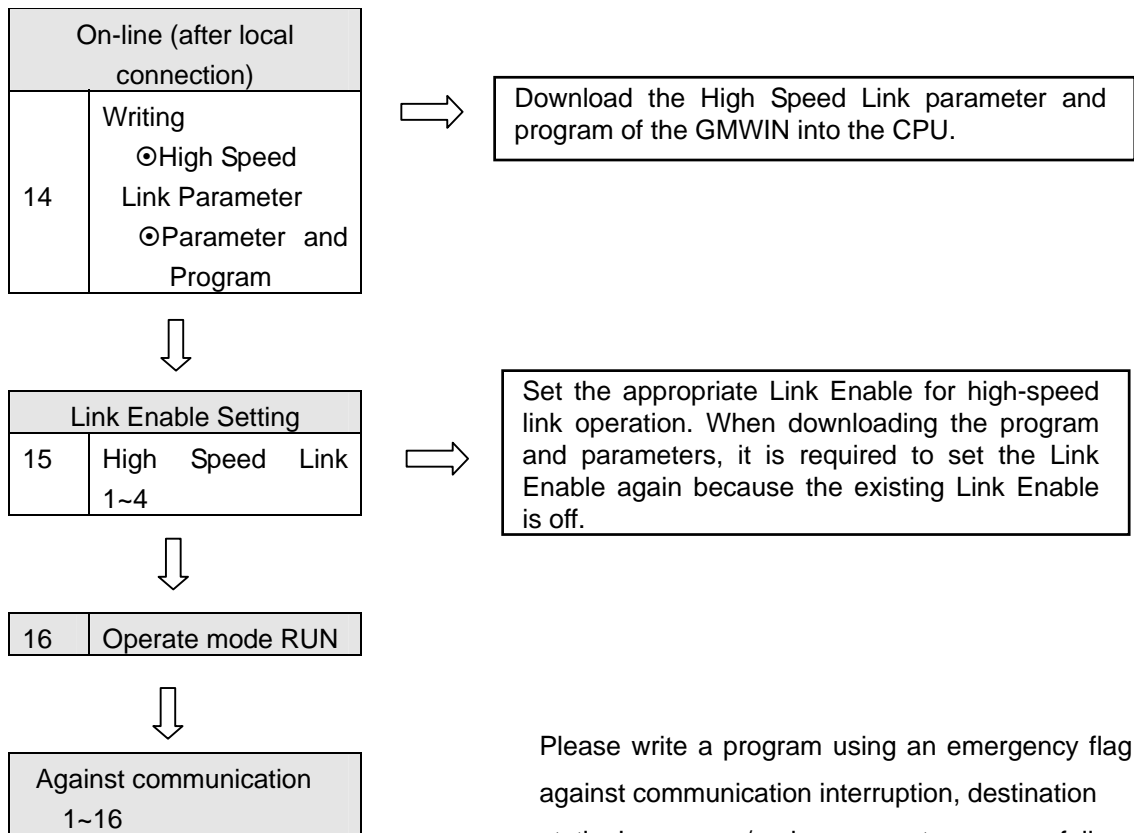 On-line (after local
connection)
14
Writing
⊙High Speed
Link Parameter
⊙Parameter and
Program
Download the High Speed Link parameter and
program of the GMWIN into the CPU.
Link Enable Setting
15
High Speed Link
1~4
Set the appropriate Link Enable for high-speed
link operation. When downloading the program
and parameters, it is required to set the Link
Enable again because the existing Link Enable
is off.
16 Operate mode RUN
Against communication
1~16
Please write a program using an emergency flag
against communication interruption, destination